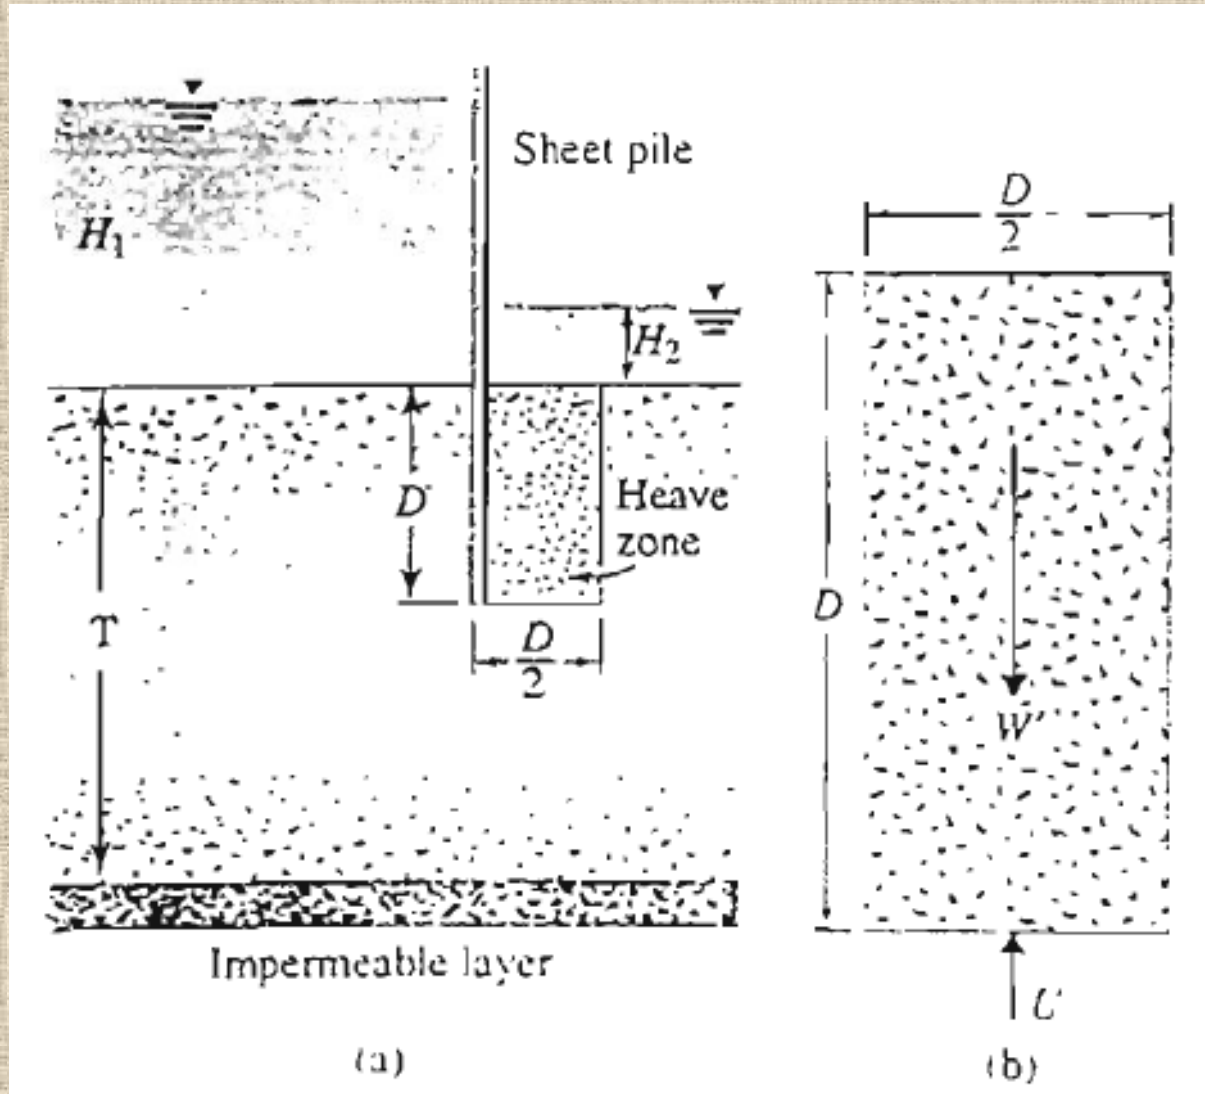 Sheet pile
H₁
H₂
D
Heave
zone
T
D
2
Impermeable layer
(a)
D
2
D
W'
U
(b)